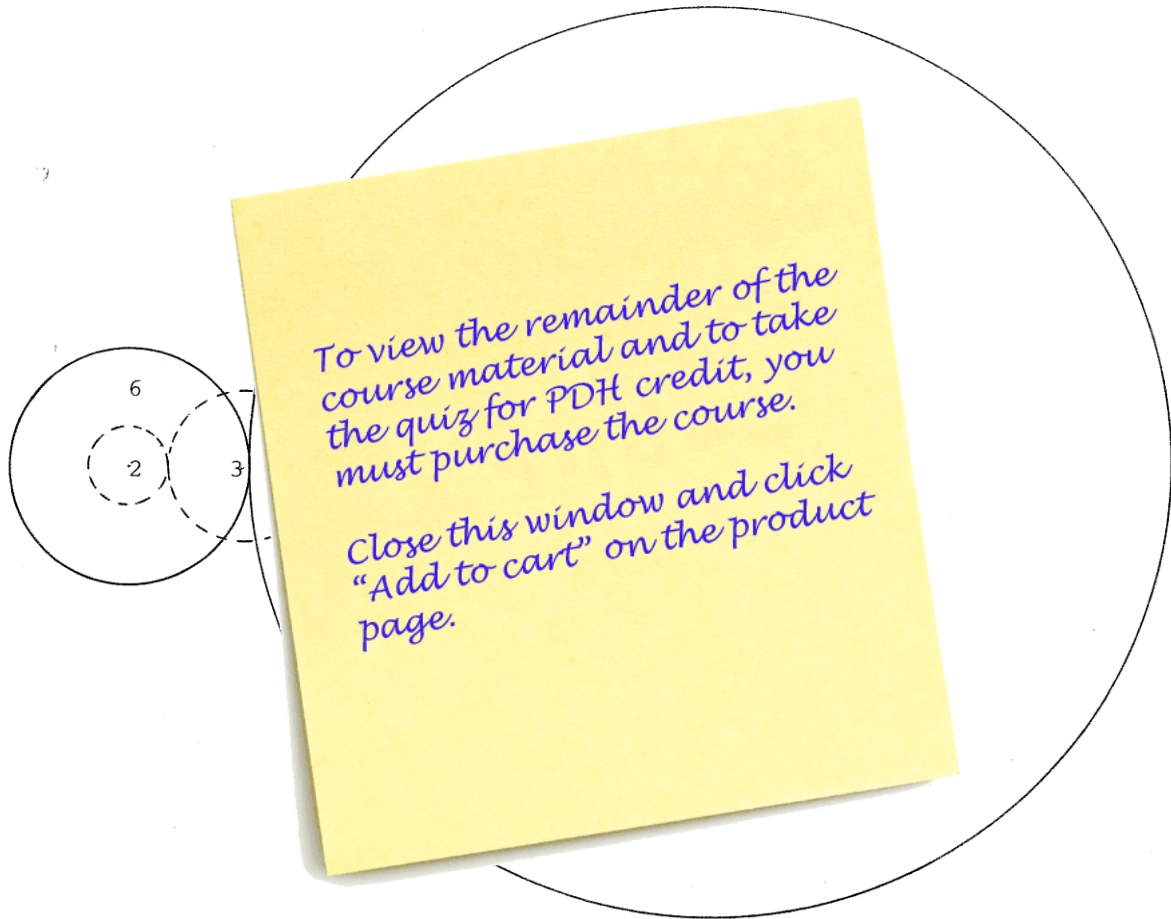 6
2
3
To view the remainder of the
course material and to take
the quiz for PDH credit, you
must purchase the course.
Close this window and click
“Add to cart” on the product
page.